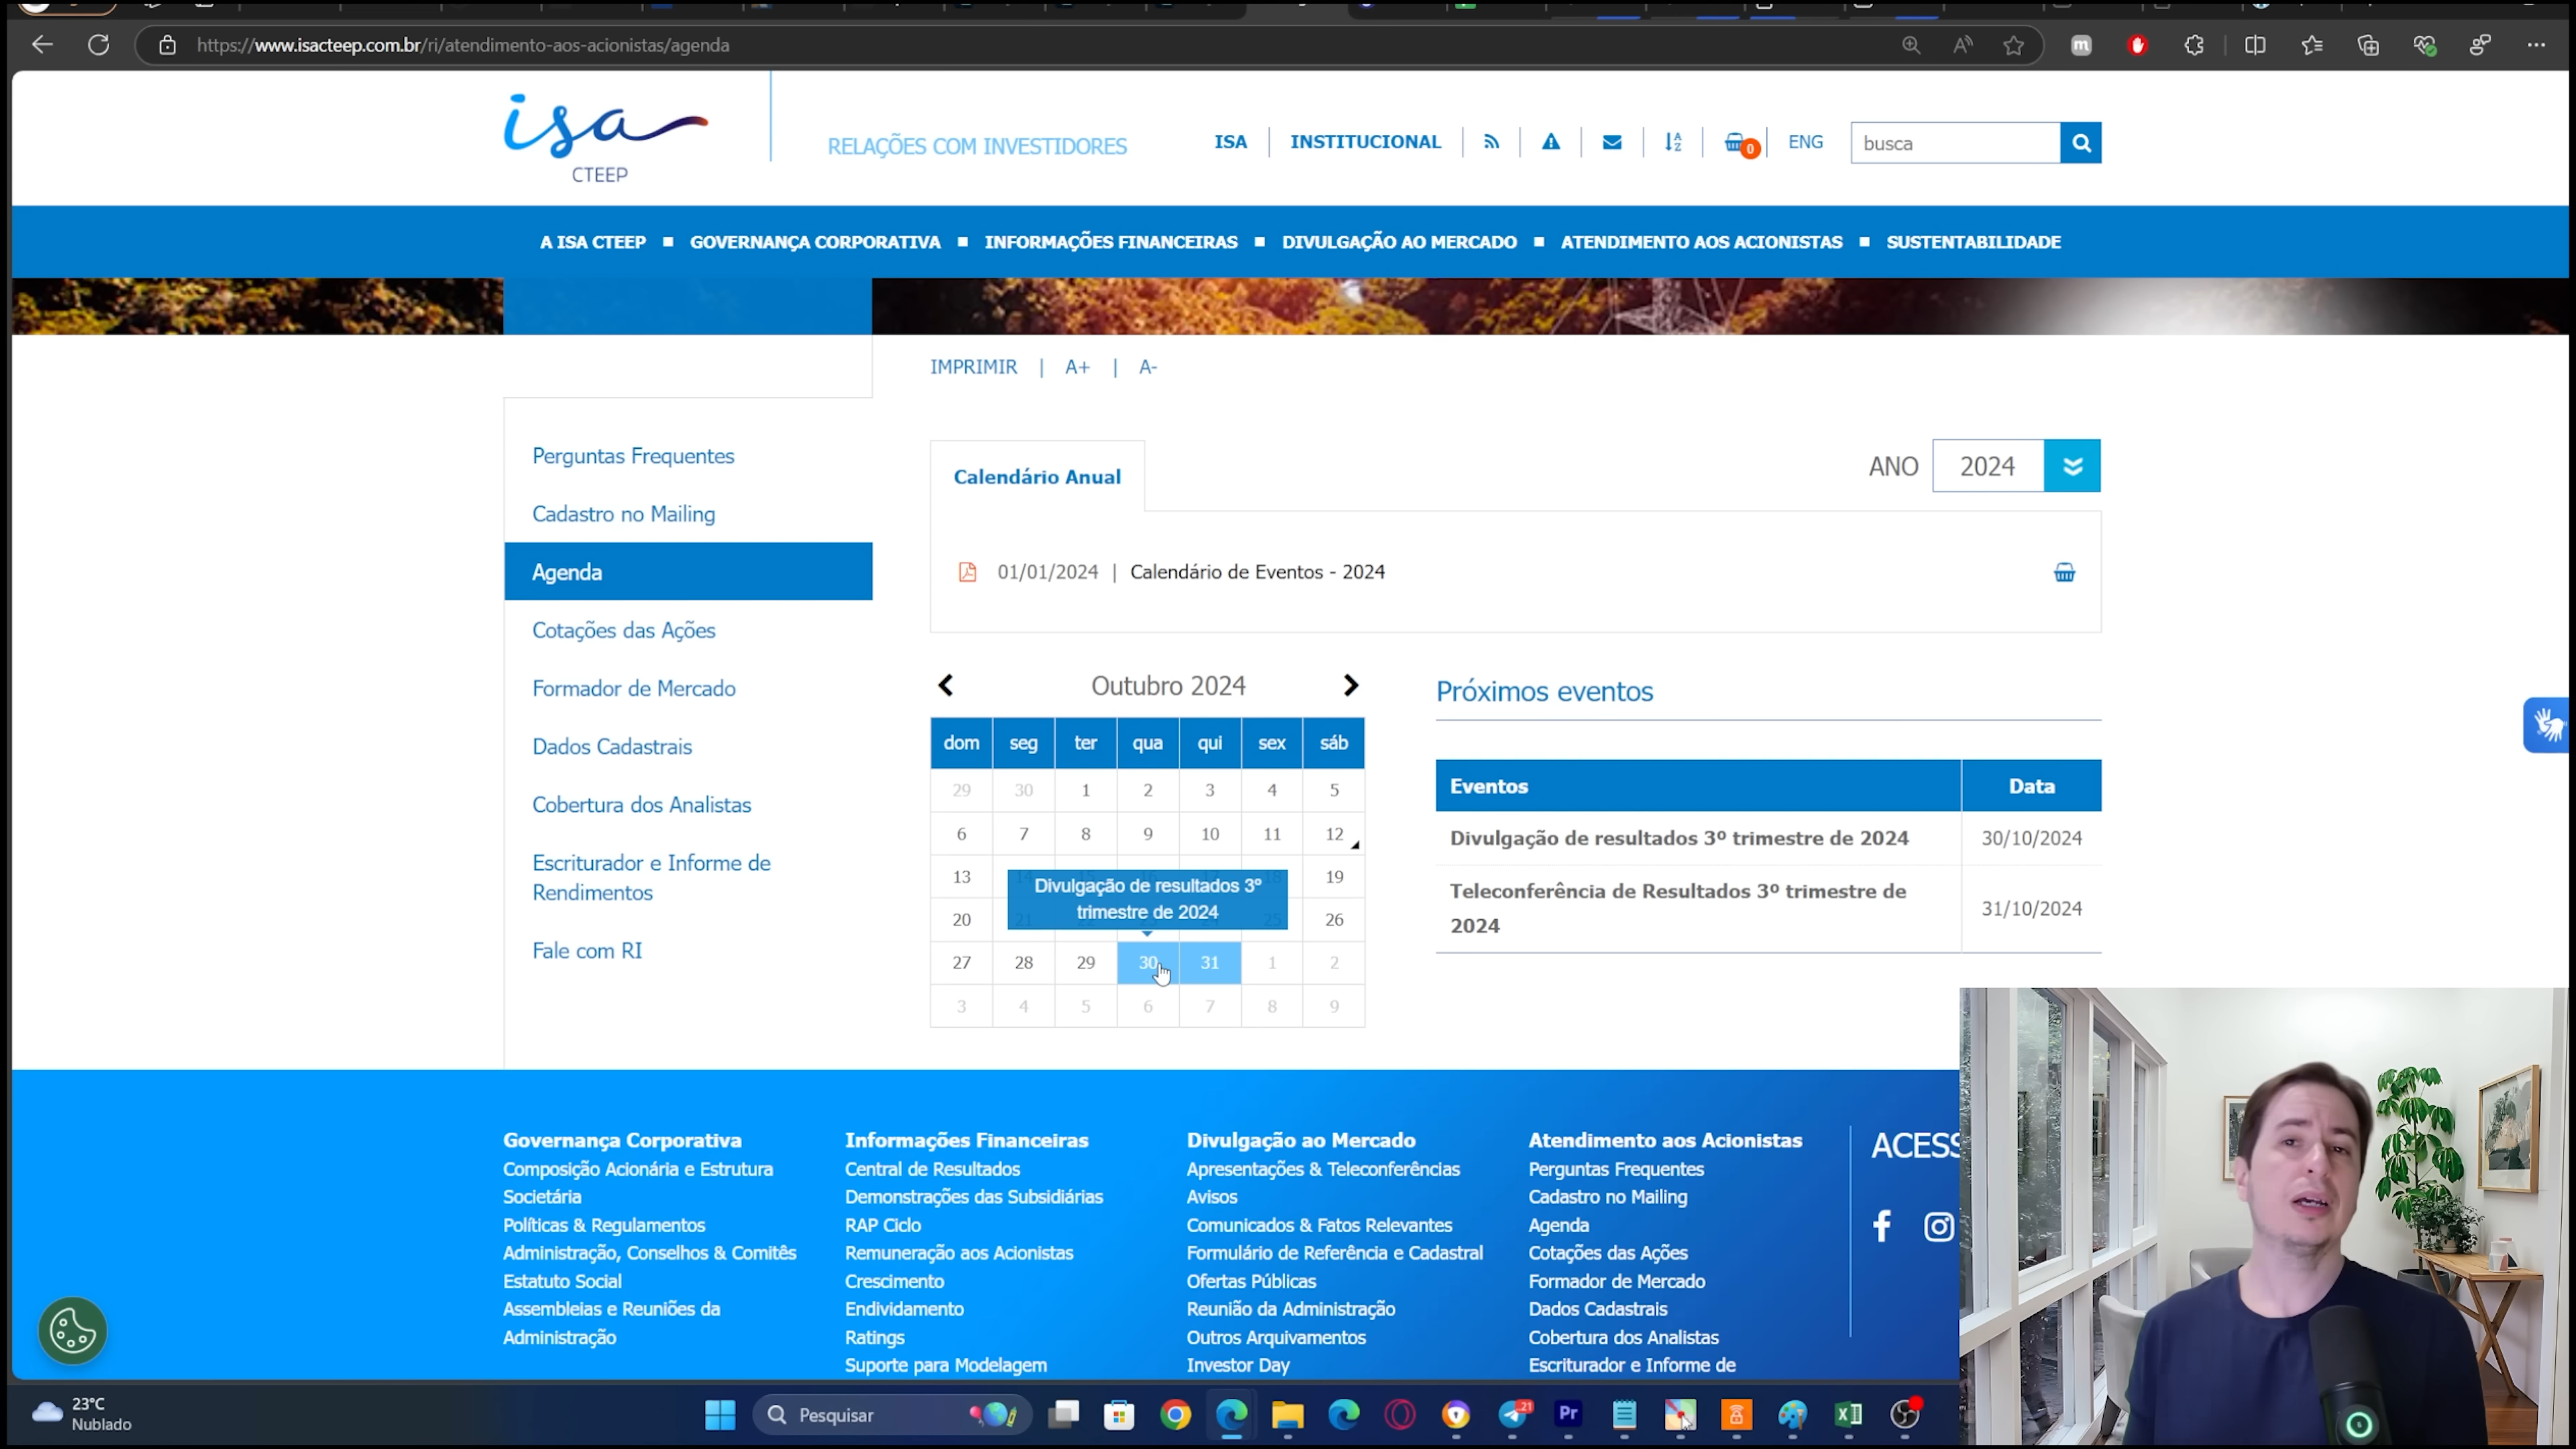 https://www.isacteep.com.br/ri/atendimento-aos-acionistas/agenda
isa
CTEEP
RELAÇÕES COM INVESTIDORES
ISA
INSTITUCIONAL
0
ENG
busca
A ISA CTEEP
GOVERNANÇA CORPORATIVA
INFORMAÇÕES FINANCEIRAS
DIVULGAÇÃO AO MERCADO
ATENDIMENTO AOS ACIONISTAS
SUSTENTABILIDADE
IMPRIMIR | A+ | A-
Perguntas Frequentes
Cadastro no Mailing
Agenda
Cotações das Ações
Formador de Mercado
Dados Cadastrais
Cobertura dos Analistas
Escriturador e Informe de
Rendimentos
Fale com RI
Calendário Anual
ANO 2024
01/01/2024 | Calendário de Eventos - 2024
Outubro 2024
dom seg ter qua qui sex sáb
29 30 1 2 3 4 5
6 7 8 9 10 11 12
13 19
Divulgação de resultados 3º
trimestre de 2024
20 21 25 26
27 28 29 30 31 1 2
3 4 5 6 7 8 9
Próximos eventos
Eventos Data
Divulgação de resultados 3º trimestre de 2024 30/10/2024
Teleconferência de Resultados 3º trimestre de
2024
31/10/2024
Governança Corporativa
Composição Acionária e Estrutura
Societária
Políticas & Regulamentos
Administração, Conselhos & Comitês
Estatuto Social
Assembleias e Reuniões da
Administração
Informações Financeiras
Central de Resultados
Demonstrações das Subsidiárias
RAP Ciclo
Remuneração aos Acionistas
Crescimento
Endividamento
Ratings
Suporte para Modelagem
Divulgação ao Mercado
Apresentações & Teleconferências
Avisos
Comunicados & Fatos Relevantes
Formulário de Referência e Cadastral
Ofertas Públicas
Reunião da Administração
Outros Arquivamentos
Investor Day
Atendimento aos Acionistas
Perguntas Frequentes
Cadastro no Mailing
Agenda
Cotações das Ações
Formador de Mercado
Dados Cadastrais
Cobertura dos Analistas
Escriturador e Informe de
ACESS
23°C
Nublado
Pesquisar
21
Pr